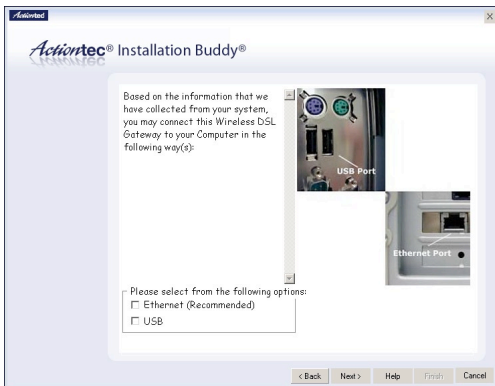 Actiontec
Actiontec® Installation Buddy®
Based on the information that we
have collected from your system,
you may connect this Wireless DSL
Gateway to your Computer in the
following way(s):
USB Port
Ethernet Port
Please select from the following options:
Ethernet (Recommended)
USB
< Back
Next >
Help
Finish
Cancel